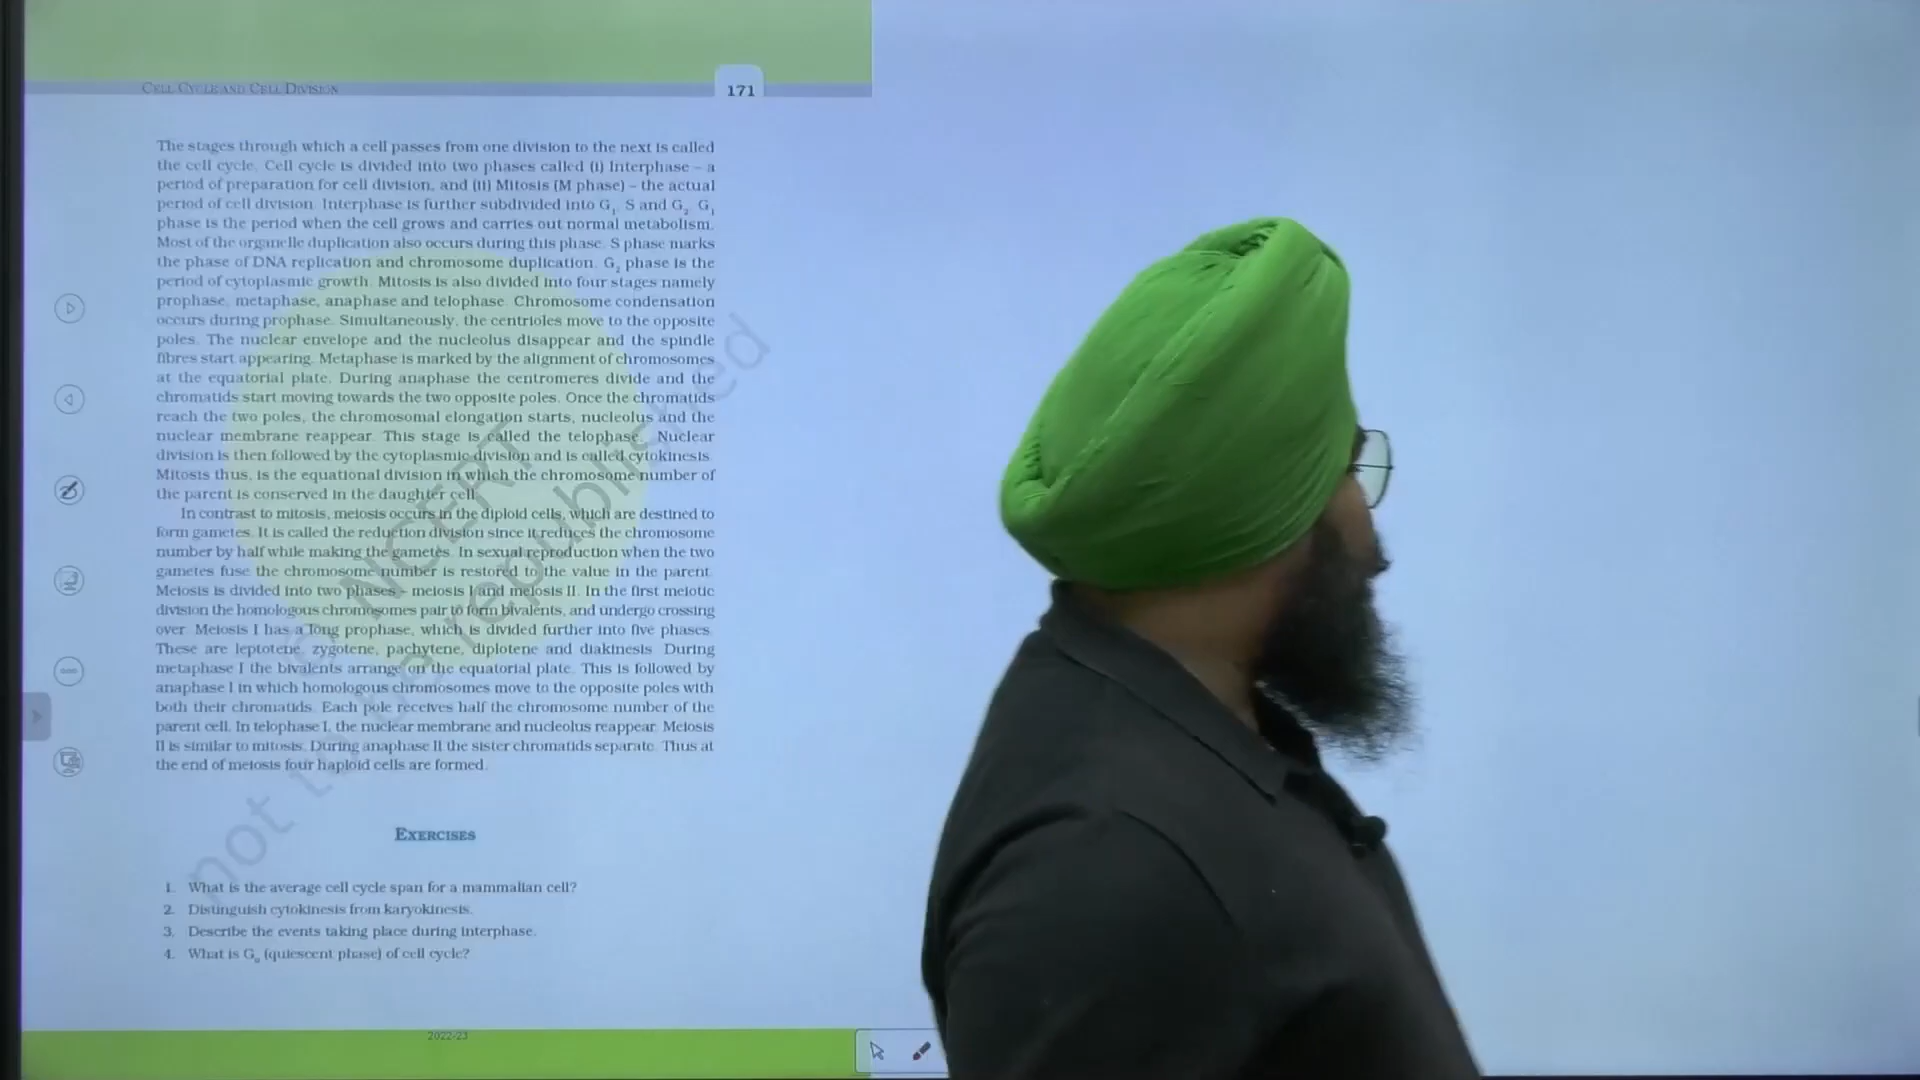 CELL CYCLE AND CELL DIVISION
171
The stages through which a cell passes from one division to the next is called
the cell cycle. Cell cycle is divided into two phases called (i) Interphase – a
period of preparation for cell division, and (ii) Mitosis (M phase) – the actual
period of cell division. Interphase is further subdivided into G₁, S and G₂. G₁
phase is the period when the cell grows and carries out normal metabolism.
Most of the organelle duplication also occurs during this phase. S phase marks
the phase of DNA replication and chromosome duplication. G₂ phase is the
period of cytoplasmic growth. Mitosis is also divided into four stages namely
prophase, metaphase, anaphase and telophase. Chromosome condensation
occurs during prophase. Simultaneously, the centrioles move to the opposite
poles. The nuclear envelope and the nucleolus disappear and the spindle
fibres start appearing. Metaphase is marked by the alignment of chromosomes
at the equatorial plate. During anaphase the centromeres divide and the
chromatids start moving towards the two opposite poles. Once the chromatids
reach the two poles, the chromosomal elongation starts, nucleolus and the
nuclear membrane reappear. This stage is called the telophase. Nuclear
division is then followed by the cytoplasmic division and is called cytokinesis.
Mitosis thus, is the equational division in which the chromosome number of
the parent is conserved in the daughter cell.
In contrast to mitosis, meiosis occurs in the diploid cells, which are destined to
form gametes. It is called the reduction division since it reduces the chromosome
number by half while making the gametes. In sexual reproduction when the two
gametes fuse the chromosome number is restored to the value in the parent.
Meiosis is divided into two phases – meiosis I and meiosis II. In the first meiotic
division the homologous chromosomes pair to form bivalents, and undergo crossing
over. Meiosis I has a long prophase, which is divided further into five phases.
These are leptotene, zygotene, pachytene, diplotene and diakinesis. During
metaphase I the bivalents arrange on the equatorial plate. This is followed by
anaphase I in which homologous chromosomes move to the opposite poles with
both their chromatids. Each pole receives half the chromosome number of the
parent cell. In telophase I, the nuclear membrane and nucleolus reappear. Meiosis
II is similar to mitosis. During anaphase II the sister chromatids separate. Thus at
the end of meiosis four haploid cells are formed.
EXERCISES
1. What is the average cell cycle span for a mammalian cell?
2. Distinguish cytokinesis from karyokinesis.
3. Describe the events taking place during interphase.
4. What is G₀ (quiescent phase) of cell cycle?
2022-23
© NCERT
not to be republished